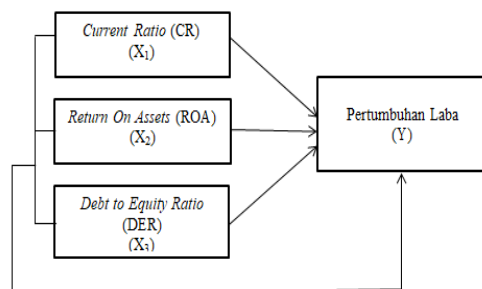 Current Ratio (CR)
(X₁)
Return On Assets (ROA)
(X₂)
Debt to Equity Ratio
(DER)
(X₃)
Pertumbuhan Laba
(Y)